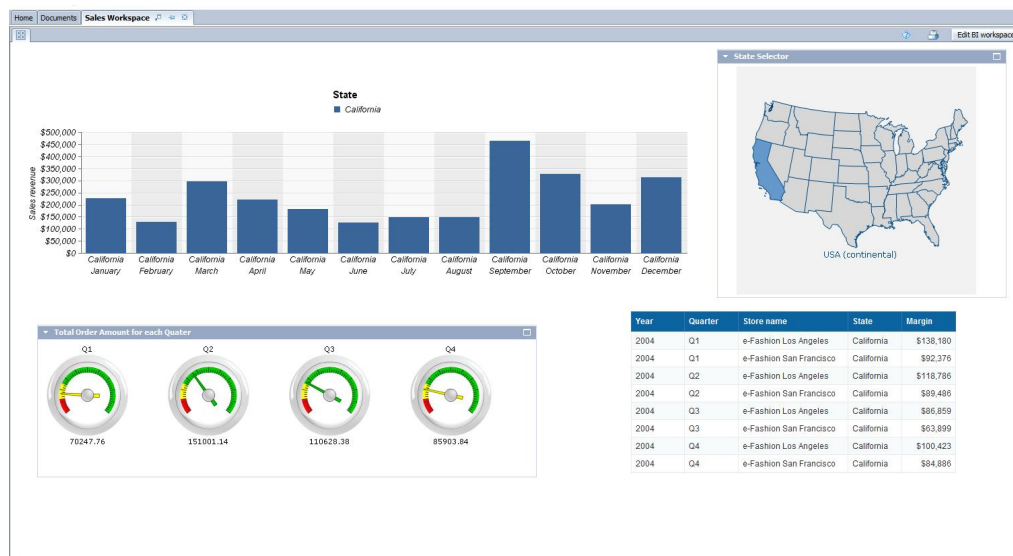 Home Documents Sales Workspace
Edit BI workspace
State Selector
State
California
$500,000
$450,000
$400,000
$350,000
$300,000
$250,000
$200,000
$150,000
$100,000
$50,000
$0
Sales revenue
California California California California California California California California California California California California
January February March April May June July August September October November December
USA (continental)
Total Order Amount for each Quater
Q1 Q2 Q3 Q4
70247.76 151001.14 110628.38 85903.84
Year Quarter Store name State Margin
2004 Q1 e-Fashion Los Angeles California $138,180
2004 Q1 e-Fashion San Francisco California $92,376
2004 Q2 e-Fashion Los Angeles California $118,786
2004 Q2 e-Fashion San Francisco California $89,486
2004 Q3 e-Fashion Los Angeles California $86,859
2004 Q3 e-Fashion San Francisco California $63,899
2004 Q4 e-Fashion Los Angeles California $100,423
2004 Q4 e-Fashion San Francisco California $84,886